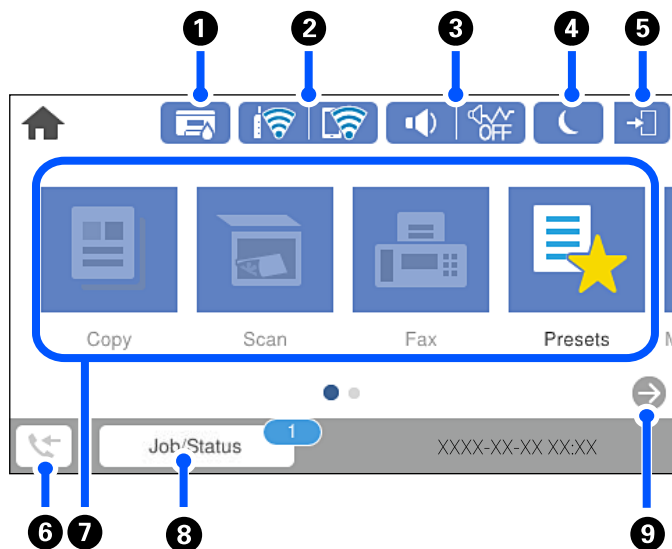 1 2 3 4 5
OFF
Copy Scan Fax Presets
Job/Status 1 XXXX-XX-XX XX:XX
6 7 8 9